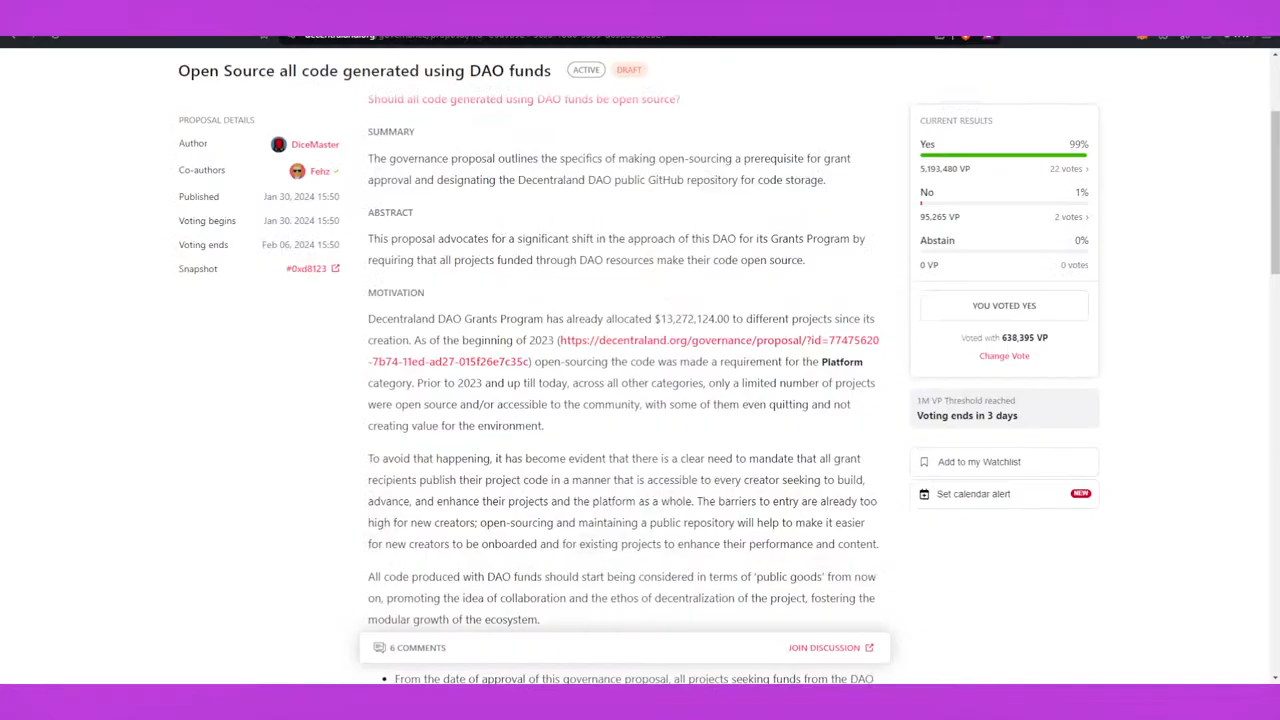 Open Source all code generated using DAO funds
ACTIVE
DRAFT
PROPOSAL DETAILS
Author DiceMaster
Co-authors Fehz
Published Jan 30, 2024 15:50
Voting begins Jan 30, 2024 15:50
Voting ends Feb 06, 2024 15:50
Snapshot #0xd8123
Should all code generated using DAO funds be open source?
SUMMARY
The governance proposal outlines the specifics of making open-sourcing a prerequisite for grant
approval and designating the Decentraland DAO public GitHub repository for code storage.
ABSTRACT
This proposal advocates for a significant shift in the approach of this DAO for its Grants Program by
requiring that all projects funded through DAO resources make their code open source.
MOTIVATION
Decentraland DAO Grants Program has already allocated $13,272,124.00 to different projects since its
creation. As of the beginning of 2023 (https://decentraland.org/governance/proposal/?id=77475620
-7b74-11ed-ad27-015f26e7c35c) open-sourcing the code was made a requirement for the Platform
category. Prior to 2023 and up till today, across all other categories, only a limited number of projects
were open source and/or accessible to the community, with some of them even quitting and not
creating value for the environment.
To avoid that happening, it has become evident that there is a clear need to mandate that all grant
recipients publish their project code in a manner that is accessible to every creator seeking to build,
advance, and enhance their projects and the platform as a whole. The barriers to entry are already too
high for new creators; open-sourcing and maintaining a public repository will help to make it easier
for new creators to be onboarded and for existing projects to enhance their performance and content.
All code produced with DAO funds should start being considered in terms of 'public goods' from now
on, promoting the idea of collaboration and the ethos of decentralization of the project, fostering the
modular growth of the ecosystem.
6 COMMENTS
JOIN DISCUSSION
From the date of approval of this governance proposal, all projects seeking funds from the DAO
CURRENT RESULTS
Yes 99%
5,193,480 VP 22 votes
No 1%
95,265 VP 2 votes
Abstain 0%
0 VP 0 votes
YOU VOTED YES
Voted with 638,395 VP
Change Vote
1M VP Threshold reached
Voting ends in 3 days
Add to my Watchlist
Set calendar alert NEW